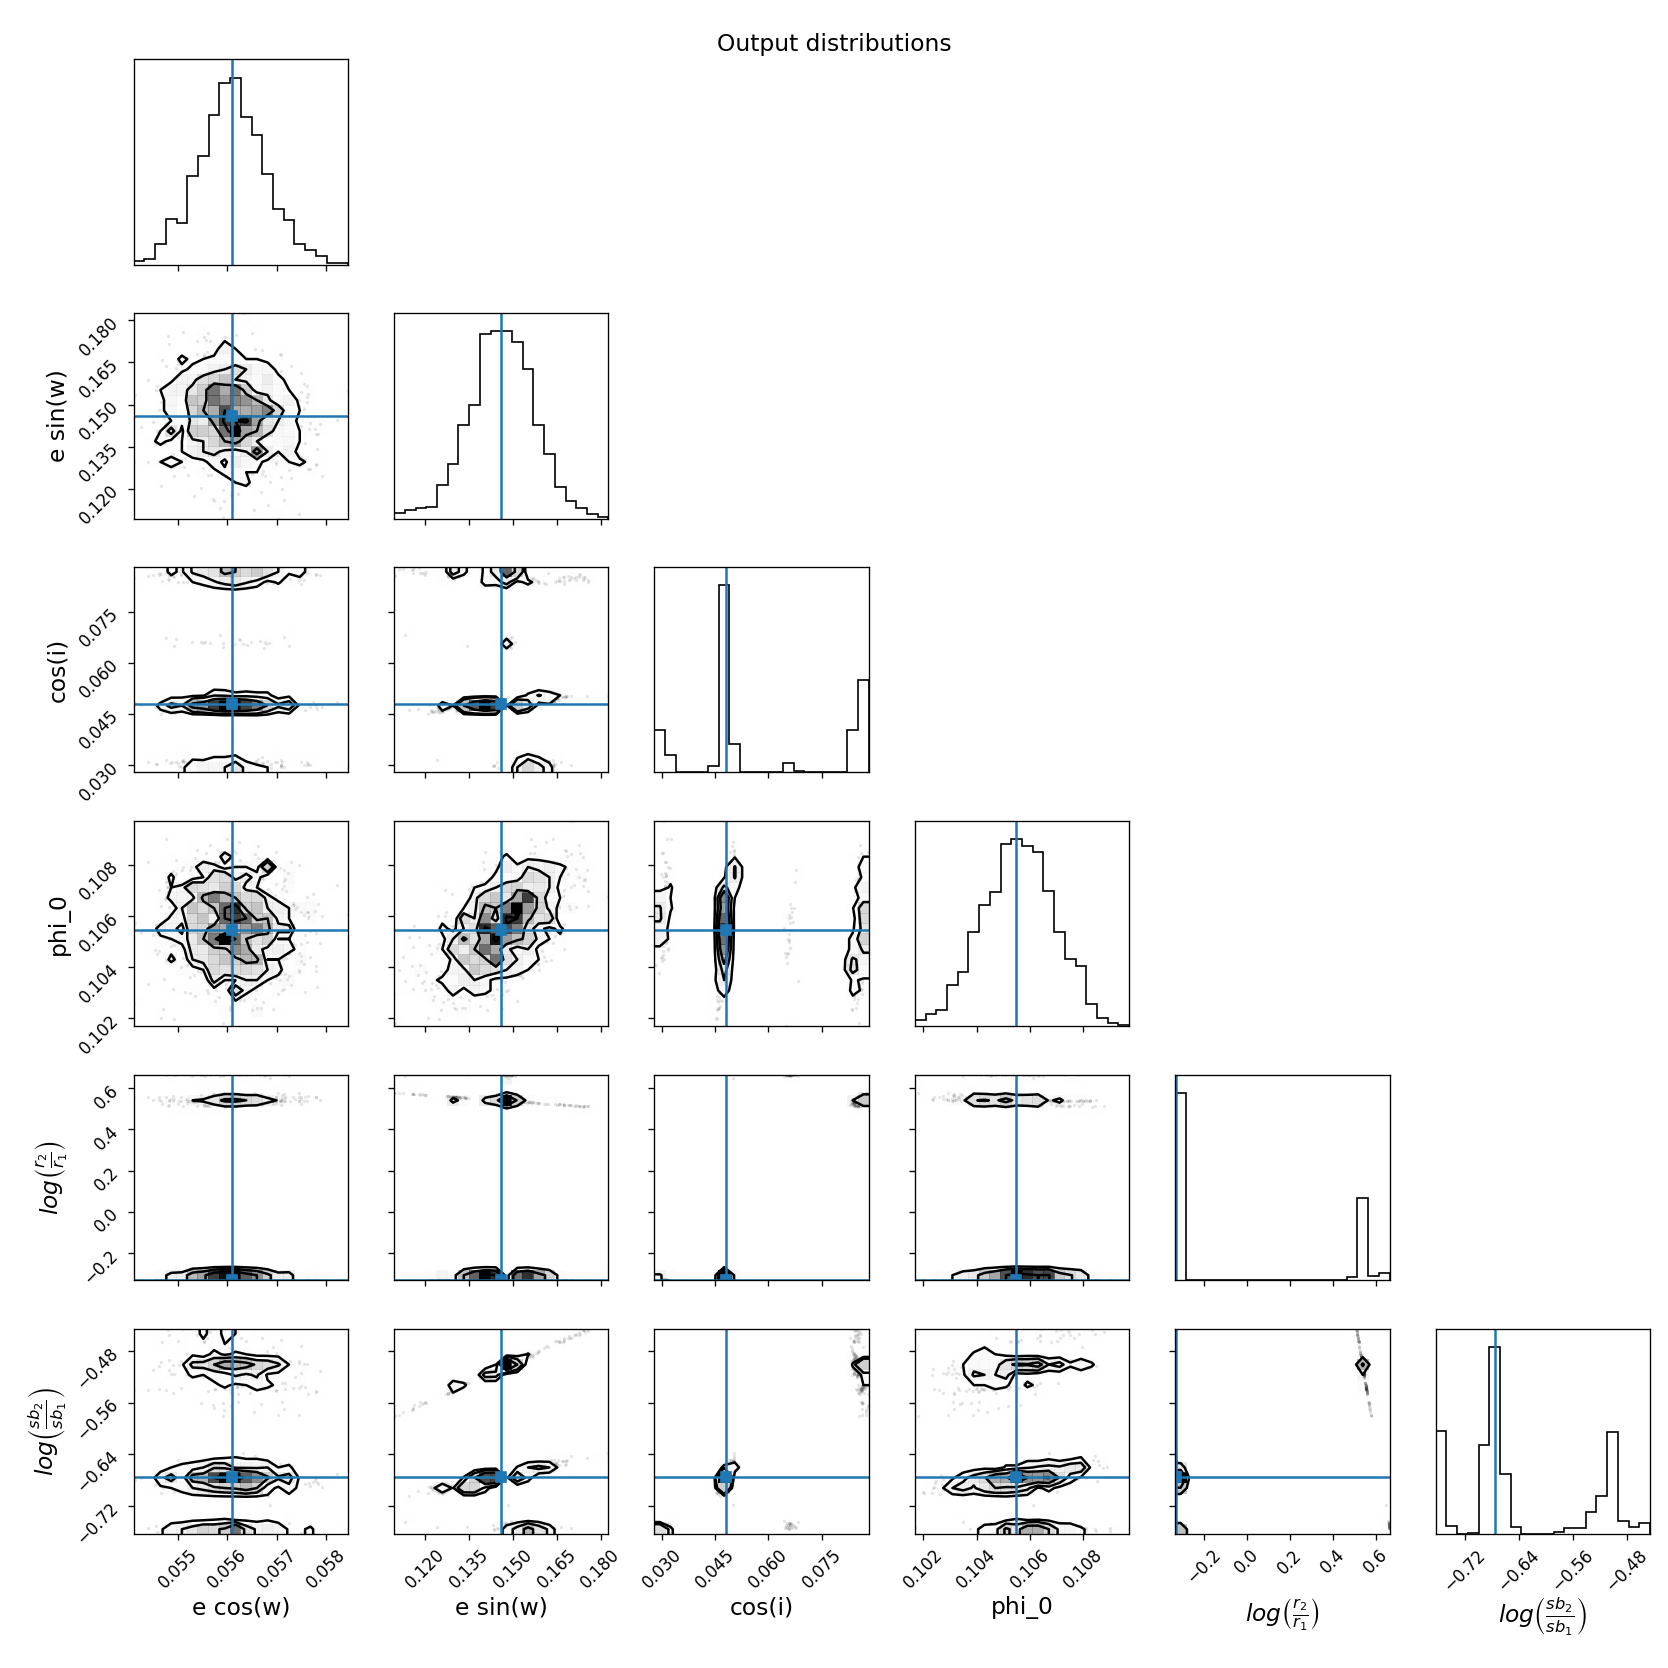 Output distributions
0.180
0.165
0.150
0.135
0.120
e sin(w)
0.075
0.060
0.045
0.030
cos(i)
0.108
0.106
0.104
0.102
phi_0
0.6
0.4
0.2
0.0
−0.2
log(r₂/r₁)
−0.48
−0.56
−0.64
−0.72
log(sb₂/sb₁)
0.055 0.056 0.057 0.058
e cos(w)
0.120 0.135 0.150 0.165 0.180
e sin(w)
0.030 0.045 0.060 0.075
cos(i)
0.102 0.104 0.106 0.108
phi_0
−0.2 0.0 0.2 0.4 0.6
log(r₂/r₁)
−0.72 −0.64 −0.56 −0.48
log(sb₂/sb₁)